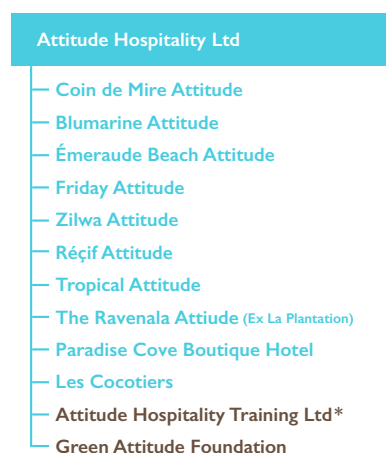 Attitude Hospitality Ltd
Coin de Mire Attitude
Blumarine Attitude
Émeraude Beach Attitude
Friday Attitude
Zilwa Attitude
Réçif Attitude
Tropical Attitude
The Ravenala Attiude (Ex La Plantation)
Paradise Cove Boutique Hotel
Les Cocotiers
Attitude Hospitality Training Ltd*
Green Attitude Foundation